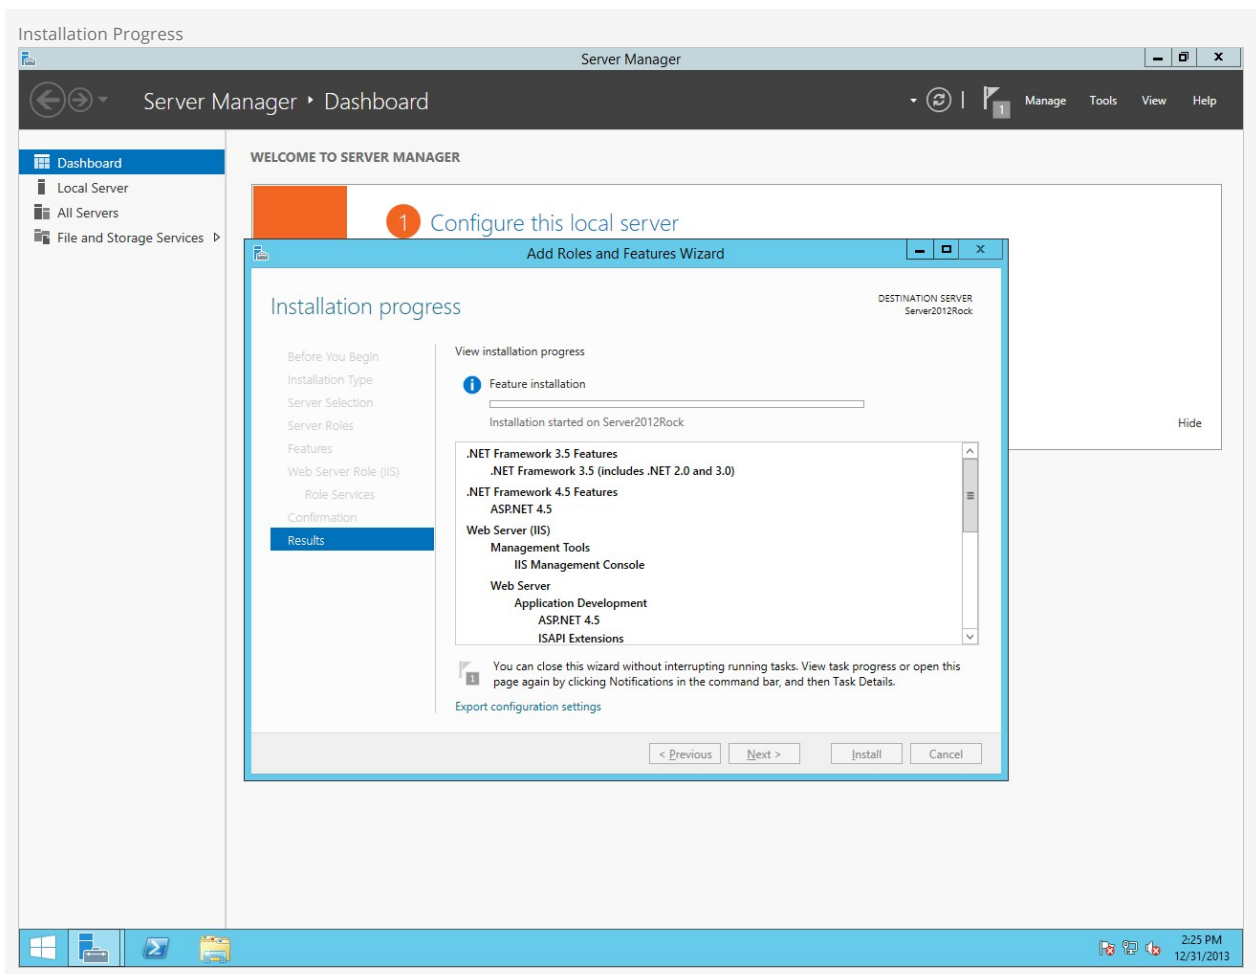 Installation Progress
Server Manager
Server Manager ‣ Dashboard
1
Manage Tools View Help
Dashboard
Local Server
All Servers
File and Storage Services
WELCOME TO SERVER MANAGER
1 Configure this local server
Hide
Add Roles and Features Wizard
Installation progress
DESTINATION SERVER
Server2012Rock
Before You Begin
Installation Type
Server Selection
Server Roles
Features
Web Server Role (IIS)
Role Services
Confirmation
Results
View installation progress
Feature installation
Installation started on Server2012Rock
.NET Framework 3.5 Features
.NET Framework 3.5 (includes .NET 2.0 and 3.0)
.NET Framework 4.5 Features
ASP.NET 4.5
Web Server (IIS)
Management Tools
IIS Management Console
Web Server
Application Development
ASP.NET 4.5
ISAPI Extensions
1
You can close this wizard without interrupting running tasks. View task progress or open this
page again by clicking Notifications in the command bar, and then Task Details.
Export configuration settings
< Previous Next > Install Cancel
2:25 PM
12/31/2013